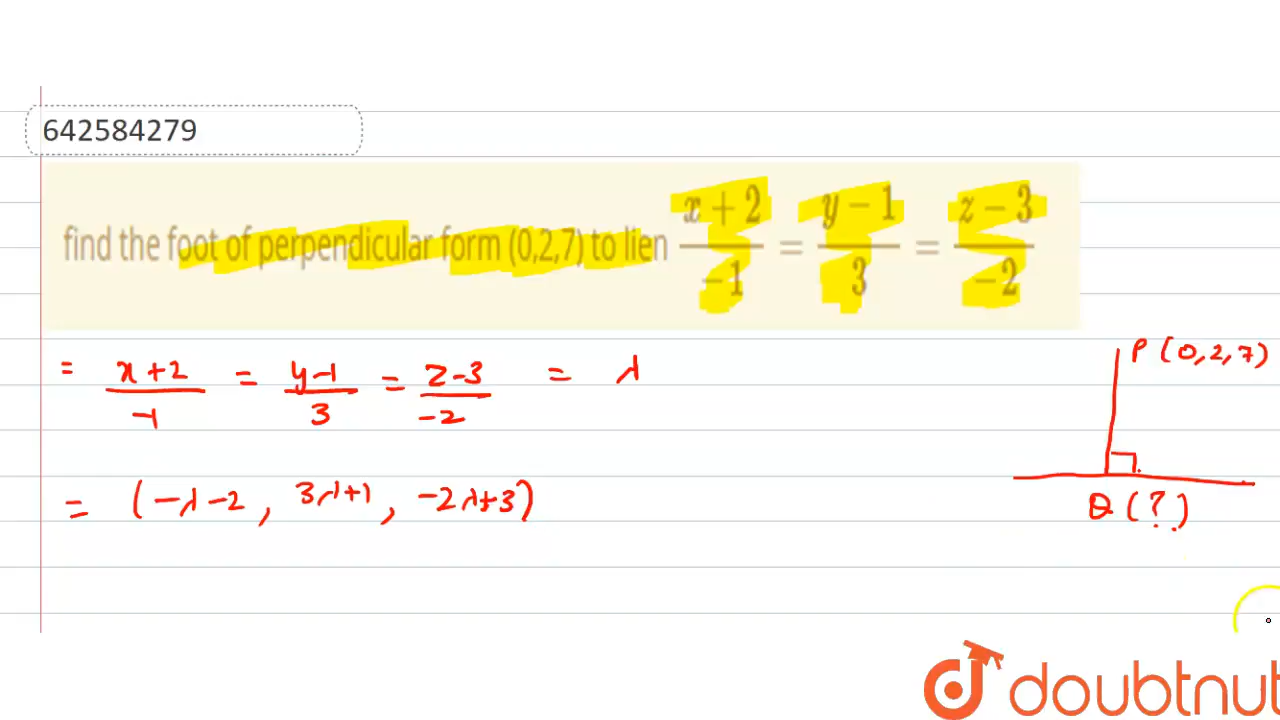 642584279
find the foot of perpendicular form (0,2,7) to lien x + 2 / -1 = y - 1 / 3 = z - 3 / -2
= x+2 / -1 = y-1 / 3 = z-3 / -2 = λ
P (0,2,7)
= (-λ-2, 3λ+1, -2λ+3)
Q (?)
doubtnut